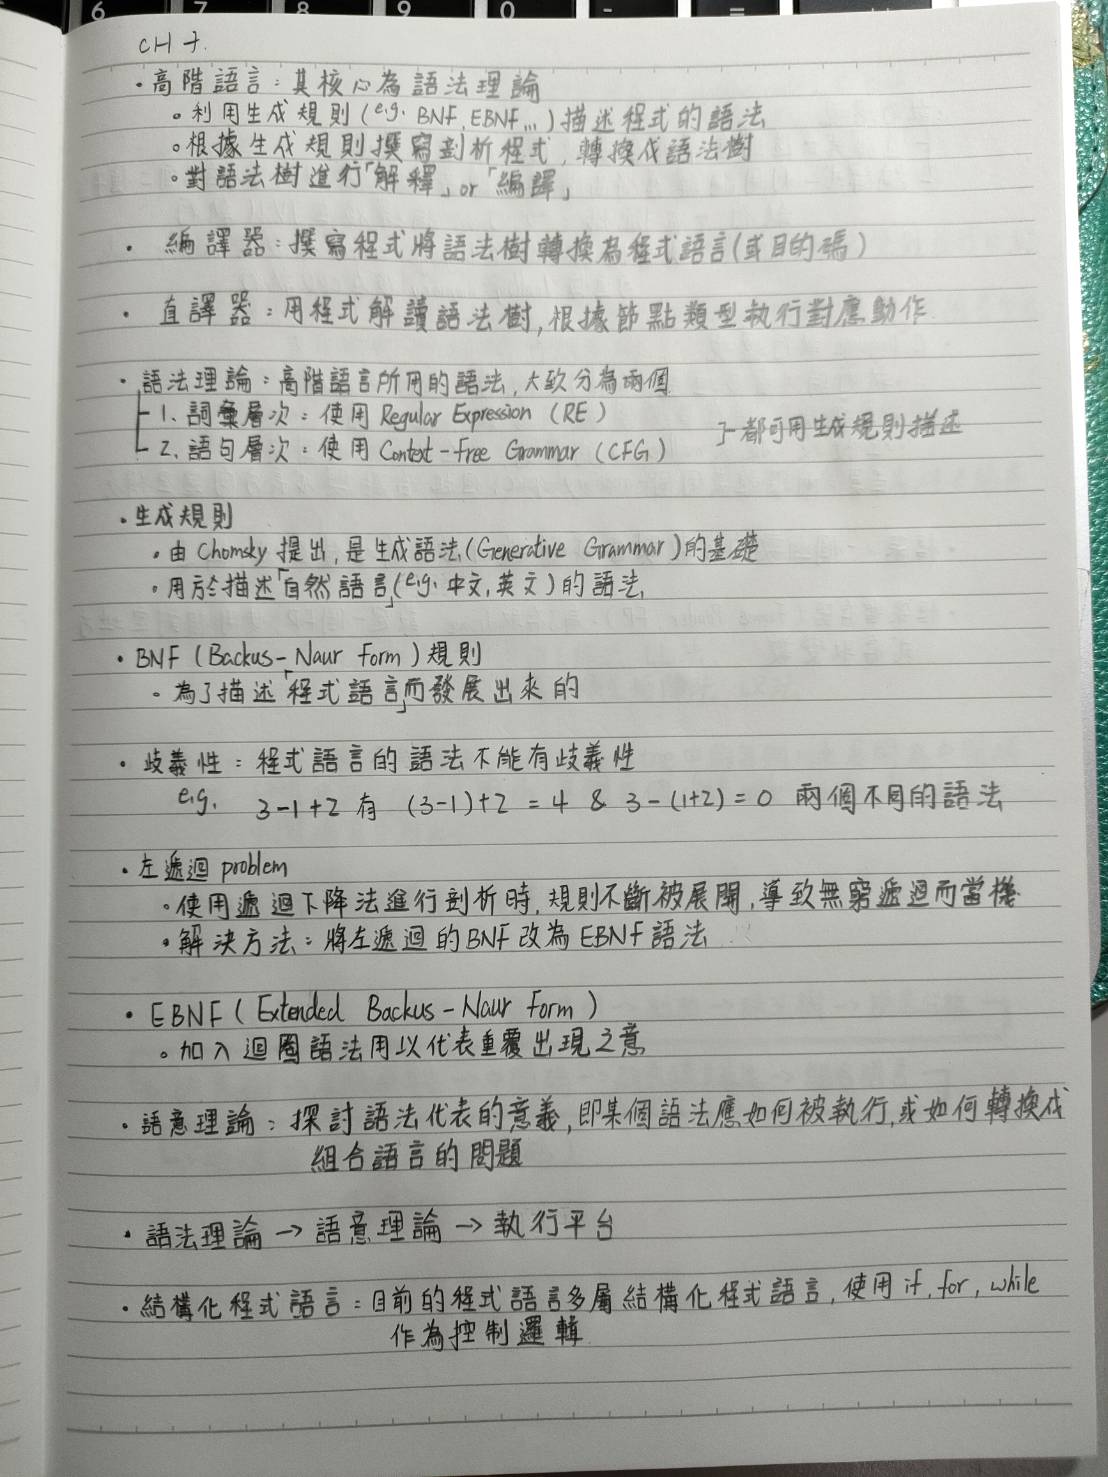 6 7 8 9 0 -
CH 7.
・高階語言：其核心為語法理論
。利用生成規則(e.g. BNF, EBNF...)描述程式的語法
。根據生成規則撰寫剖析程式，轉換成語法樹
。對語法樹進行「解釋」or「編譯」
・編譯器：撰寫程式將語法樹轉換為程式語言(或目的碼)
・直譯器：用程式解讀語法樹，根據節點類型執行對應動作
・語法理論：高階語言所用的語法，大致分為兩個
1. 詞彙層次：使用 Regular Expression (RE)
2. 語句層次：使用 Context-Free Grammar (CFG)
都可用生成規則描述
・生成規則
・由 Chomsky 提出，是生成語法(Generative Grammar)的基礎
・用於描述「自然語言」(e.g. 中文,英文)的語法
・BNF (Backus-Naur Form) 規則
。為了描述「程式語言」而發展出來的
・歧義性：程式語言的語法不能有歧義性
e.g. 3-1+2 有 (3-1)+2 = 4 & 3-(1+2) = 0 兩個不同的語法
・左遞迴 problem
。使用遞迴下降法進行剖析時，規則不斷被展開，導致無窮遞迴而當機
・解決方法：將左遞迴的BNF改為EBNF語法
・EBNF (Extended Backus-Naur Form)
。加入迴圈語法用以代表重覆出現之意
・語意理論：探討語法代表的意義，即某個語法應如何被執行，或如何轉換成
組合語言的問題
・語法理論→語意理論→執行平台
・結構化程式語言：目前的程式語言多屬結構化程式語言，使用 if, for, while
作為控制邏輯